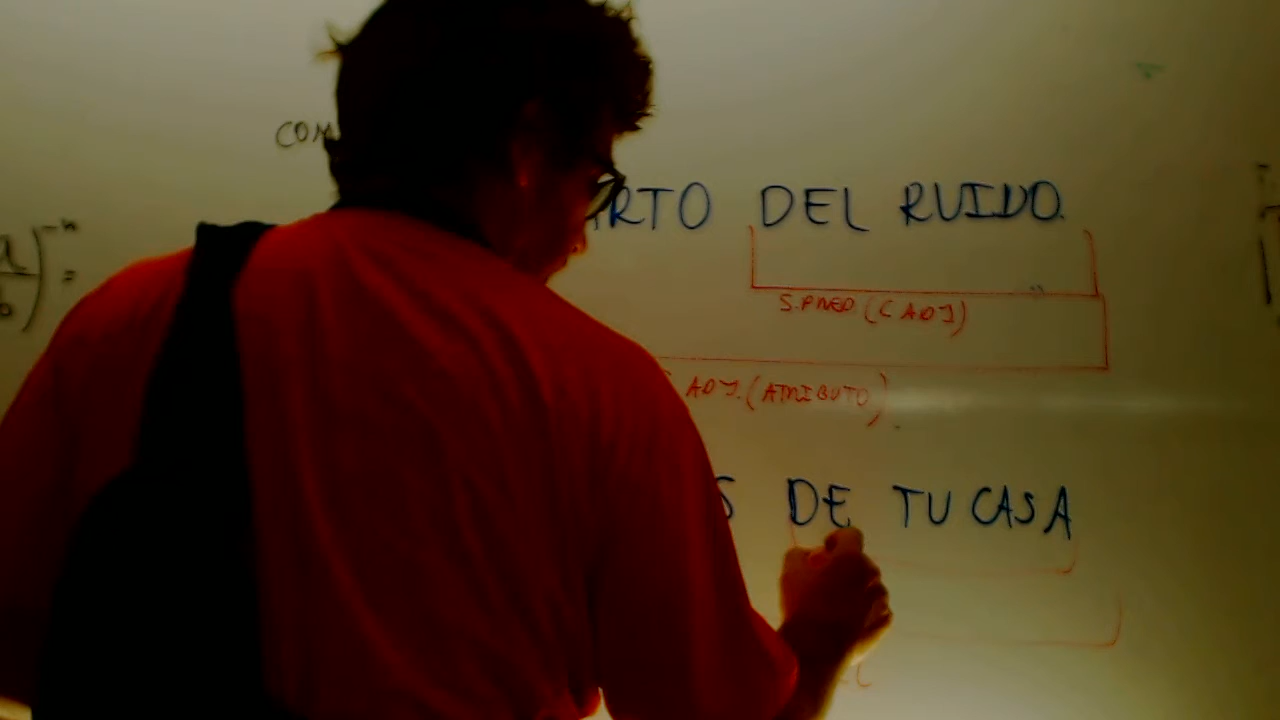 COM
RTO DEL RUIDO.
S.PRED (C ADJ)
ADJ. (ATRIBUTO)
S DE TU CASA